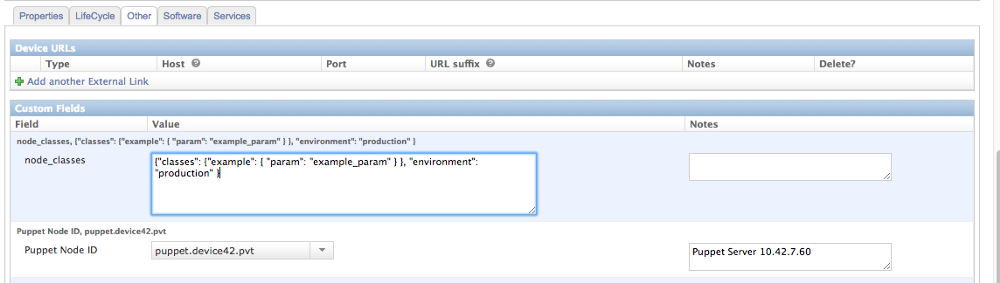 Properties LifeCycle Other Software Services
Device URLs
Type Host Port URL suffix Notes Delete?
Add another External Link
Custom Fields
Field Value Notes
node_classes, {"classes": {"example": { "param": "example_param" } }, "environment": "production" }
node_classes {"classes": {"example": { "param": "example_param" } }, "environment":
"production" }
Puppet Node ID, puppet.device42.pvt
Puppet Node ID puppet.device42.pvt Puppet Server 10.42.7.60